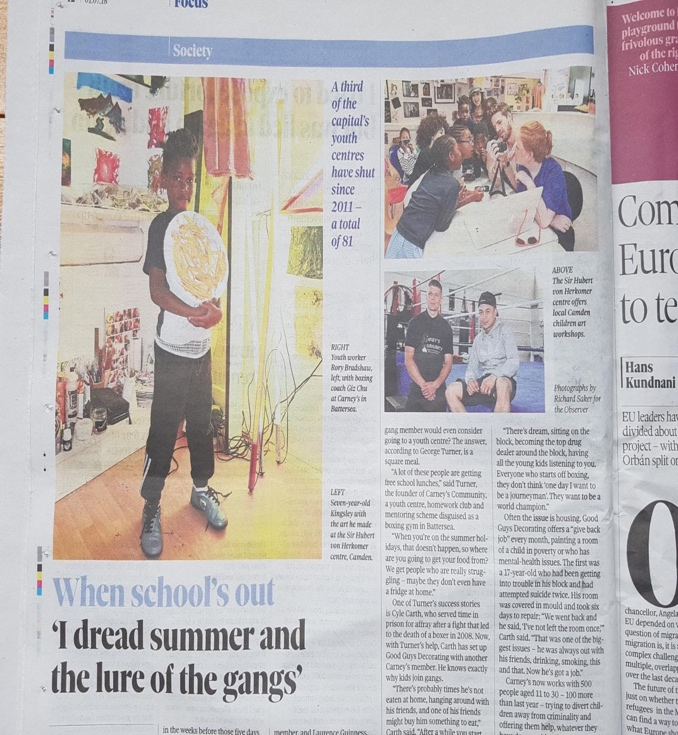 Focus
01.07.18
Society
A third
of the
capital's
youth
centres
have shut
since
2011 –
a total
of 81
RIGHT
Youth worker
Rory Bradshaw,
left, with boxing
coach Giz Chu
at Carney's in
Battersea.
LEFT
Seven-year-old
Kingsley with
the art he made
at the Sir Hubert
von Herkomer
centre, Camden.
ABOVE
The Sir Hubert
von Herkomer
centre offers
local Camden
children art
workshops.
Photographs by
Richard Saker for
the Observer
When school's out
'I dread summer and
the lure of the gangs'
in the weeks before those five days
member, and Laurence Guinness,
gang member would even consider
going to a youth centre? The answer,
according to George Turner, is a
square meal.
"A lot of these people are getting
free school lunches," said Turner,
the founder of Carney's Community,
a youth centre, homework club and
mentoring scheme disguised as a
boxing gym in Battersea.
"When you're on the summer hol-
idays, that doesn't happen, so where
are you going to get your food from?
We get people who are really strug-
gling – maybe they don't even have
a fridge at home."
One of Turner's success stories
is Cyle Carth, who served time in
prison for affray after a fight that led
to the death of a boxer in 2008. Now,
with Turner's help, Carth has set up
Good Guys Decorating with another
Carney's member. He knows exactly
why kids join gangs.
"There's probably times he's not
eaten at home, hanging around with
his friends, and one of his friends
might buy him something to eat,"
Carth said. "After a while you start
"There's dream, sitting on the
block, becoming the top drug
dealer around the block, having
all the young kids listening to you.
Everyone who starts off boxing,
they don't think 'one day I want to
be a journeyman'. They want to be a
world champion."
Often the issue is housing. Good
Guys Decorating offers a "give back
job" every month, painting a room
of a child in poverty or who has
mental-health issues. The first was
a 17-year-old who had been getting
into trouble in his block and had
attempted suicide twice. His room
was covered in mould and took six
days to repair: "We went back and
he said, 'I've not left the room once,'"
Carth said. "That was one of the big-
gest issues – he was always out with
his friends, drinking, smoking, this
and that. Now he's got a job."
Carney's now works with 500
people aged 11 to 30 – 100 more
than last year – trying to divert chil-
dren away from criminality and
offering them help, whatever they
Welcome to
playground
frivolous gra
of the rig
Nick Cohen
Com
Euro
to te
Hans
Kundnani
EU leaders hav
divided about
project – with
Orbán split on
O
chancellor, Angela
EU depended on
question of migra
migration is, it is
complex challeng
multiple, overlapp
over the last deca
The future of t
just on whether t
refugees in the M
can find a way to
what Europe sho